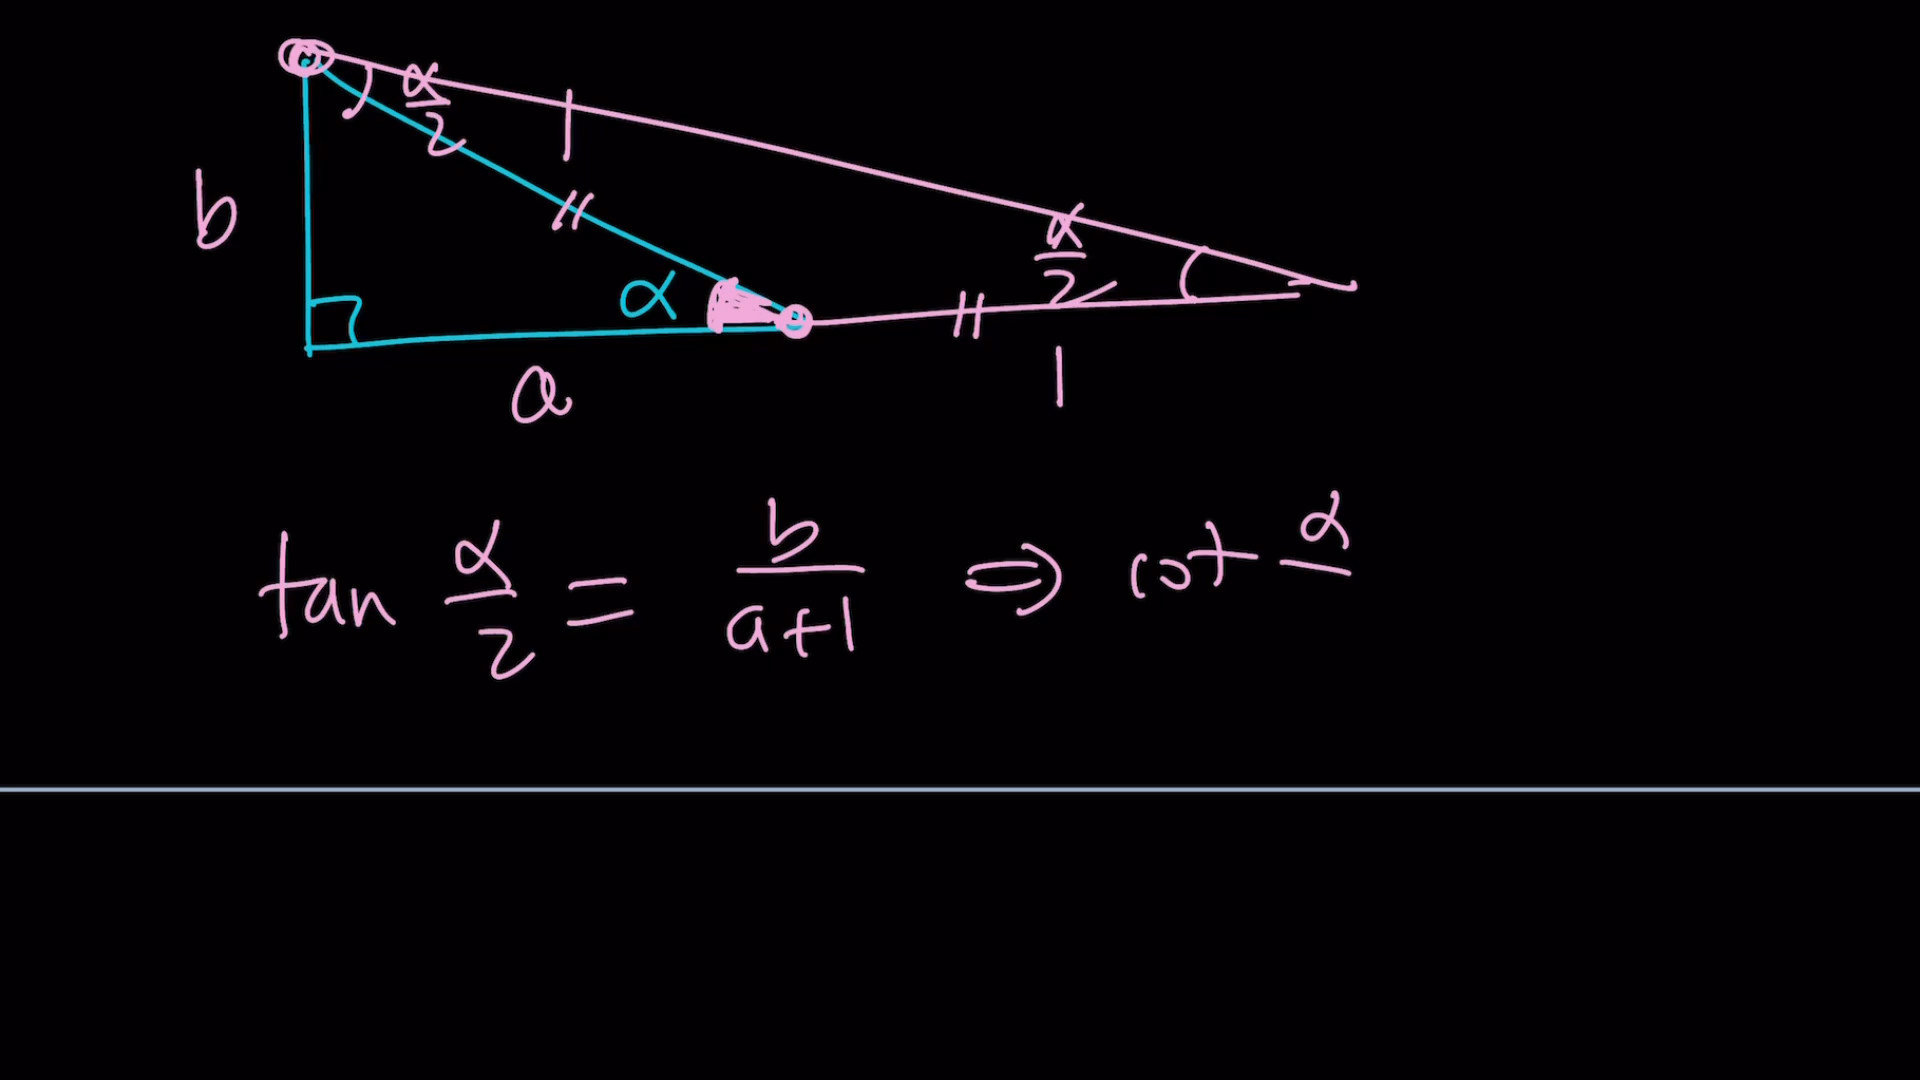 α/2
1
b
α/2
α
a
1
tan α/2 = b/(a+1) ⇒ cot α/